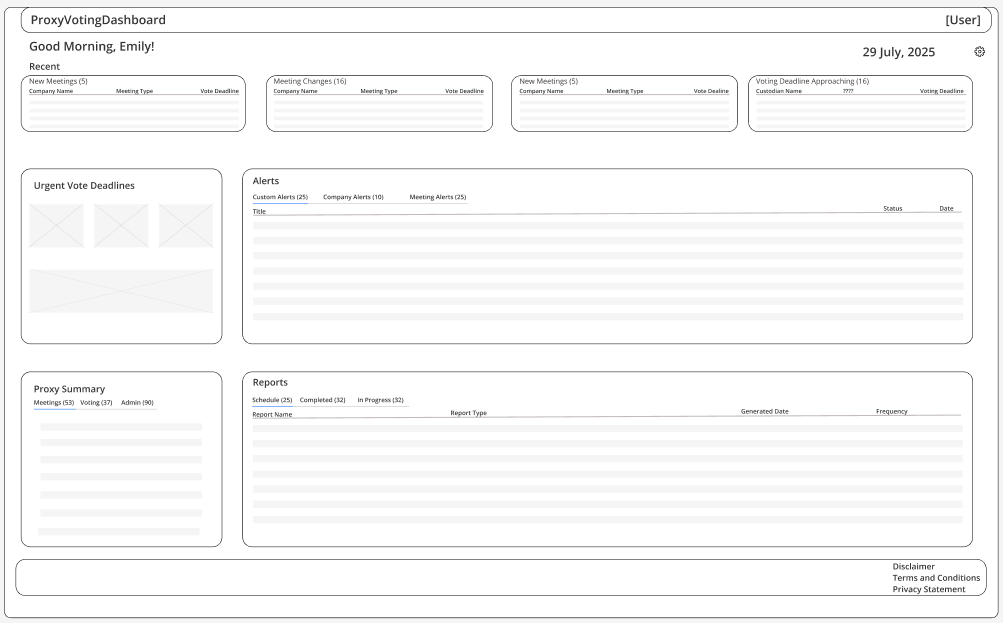 ProxyVotingDashboard [User]
Good Morning, Emily!
29 July, 2025
Recent
New Meetings (5)
Company Name Meeting Type Vote Deadline
Meeting Changes (16)
Company Name Meeting Type Vote Deadline
New Meetings (5)
Company Name Meeting Type Vote Dealine
Voting Deadline Approaching (16)
Custodian Name ???? Voting Deadline
Urgent Vote Deadlines
Alerts
Custom Alerts (25) Company Alerts (10) Meeting Alerts (25)
Title Status Date
Proxy Summary
Meetings (53) Voting (37) Admin (90)
Reports
Schedule (25) Completed (32) In Progress (32)
Report Name Report Type Generated Date Frequency
Disclaimer
Terms and Conditions
Privacy Statement